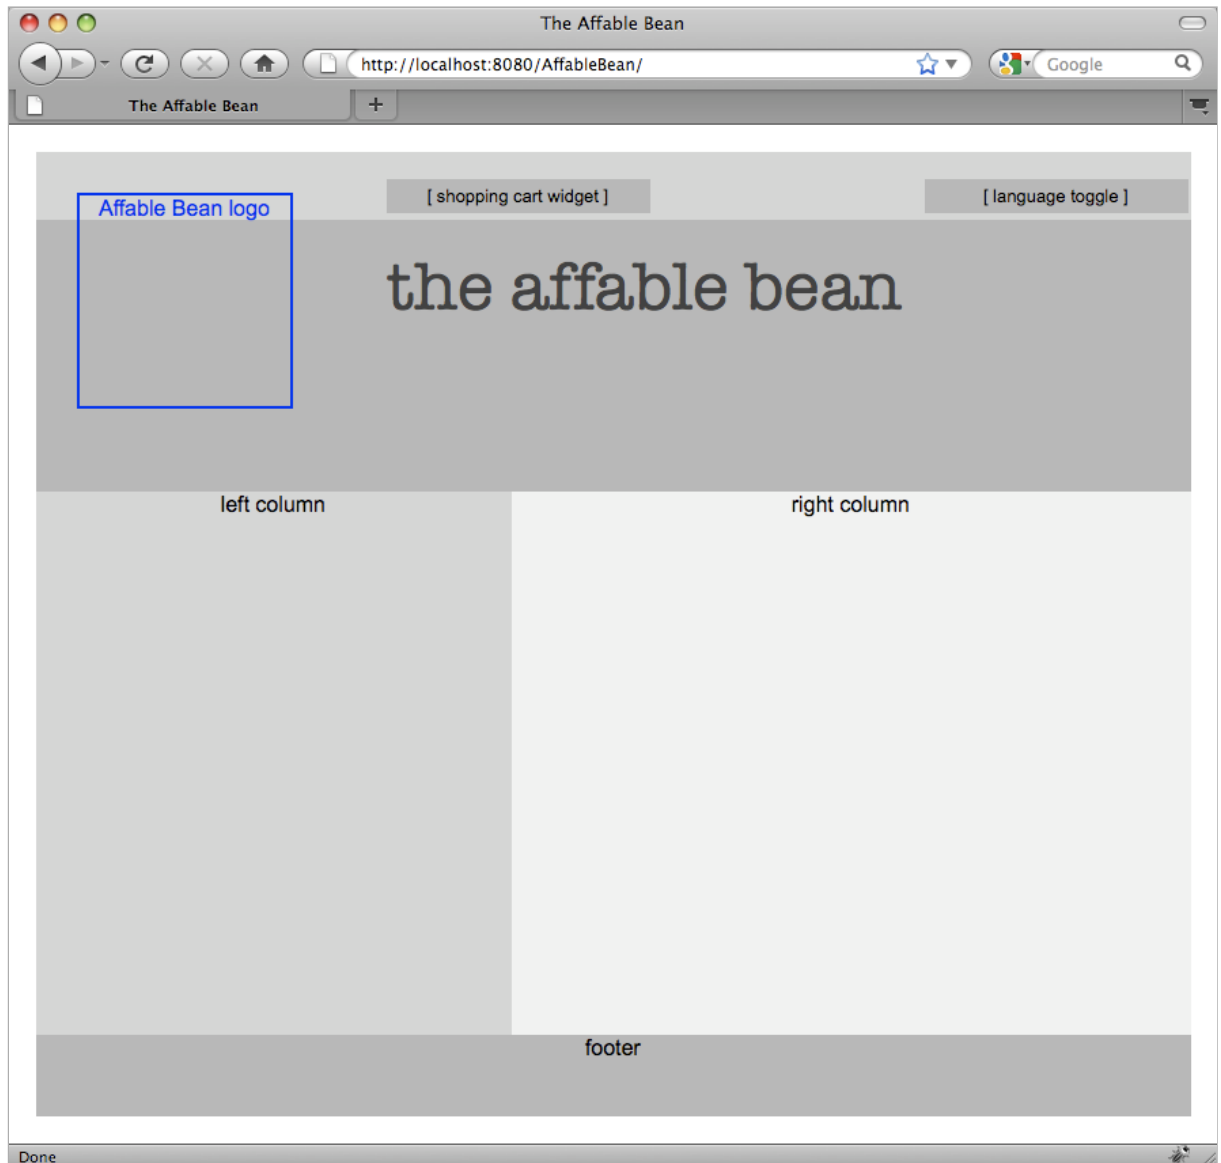 The Affable Bean
http://localhost:8080/AffableBean/
Google
The Affable Bean
+
[ shopping cart widget ]
[ language toggle ]
Affable Bean logo
the affable bean
left column
right column
footer
Done